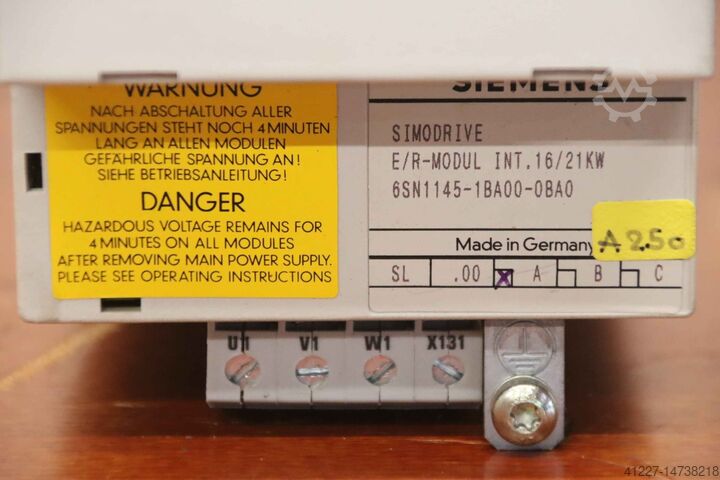 WARNUNG
NACH ABSCHALTUNG ALLER
SPANNUNGEN STEHT NOCH 4 MINUTEN
LANG AN ALLEN MODULEN
GEFÄHRLICHE SPANNUNG AN!
SIEHE BETRIEBSANLEITUNG!
DANGER
HAZARDOUS VOLTAGE REMAINS FOR
4 MINUTES ON ALL MODULES
AFTER REMOVING MAIN POWER SUPPLY.
PLEASE SEE OPERATING INSTRUCTIONS
SIEMENS
SIMODRIVE
E/R-MODUL INT.16/21KW
6SN1145-1BA00-0BA0
Made in Germany
A 250
SL .00 X A B C
U1 V1 W1 X131
41227-14738218